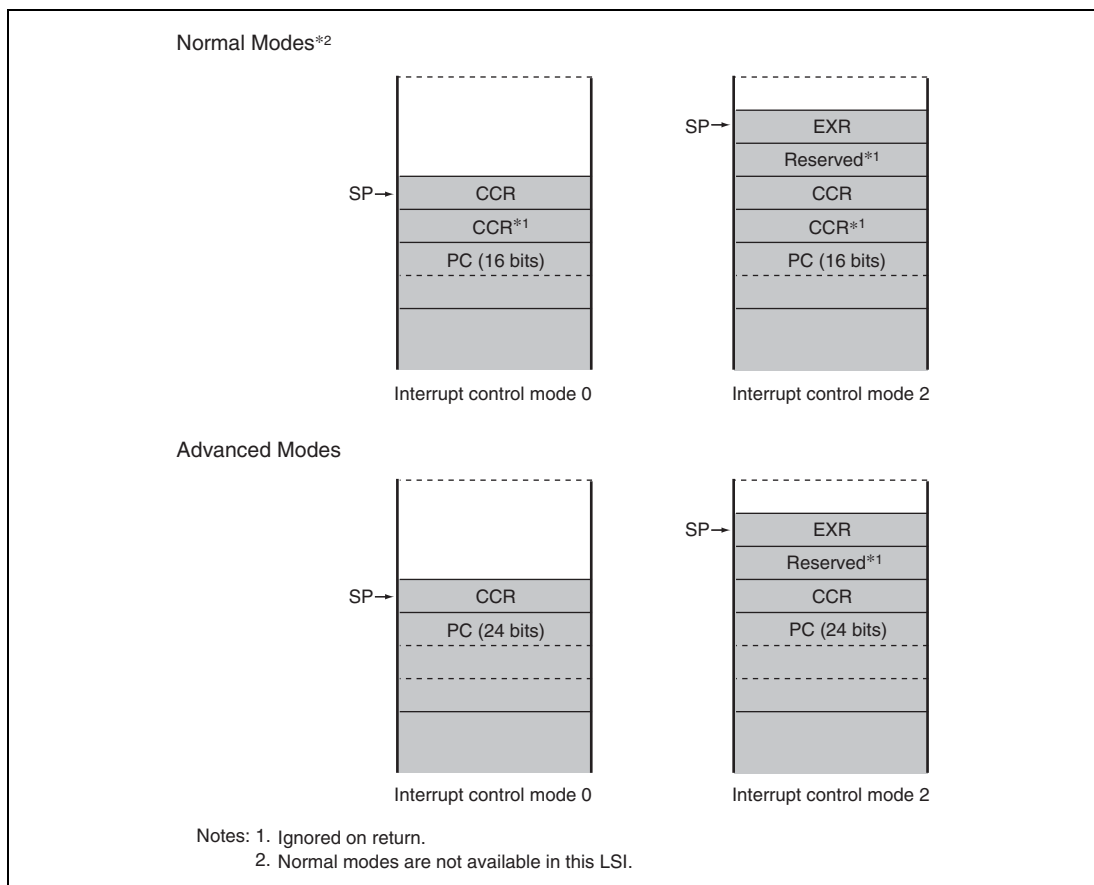 Normal Modes*2
SP→ CCR
CCR*1
PC (16 bits)
Interrupt control mode 0
SP→ EXR
Reserved*1
CCR
CCR*1
PC (16 bits)
Interrupt control mode 2
Advanced Modes
SP→ CCR
PC (24 bits)
Interrupt control mode 0
SP→ EXR
Reserved*1
CCR
PC (24 bits)
Interrupt control mode 2
Notes: 1. Ignored on return.
2. Normal modes are not available in this LSI.